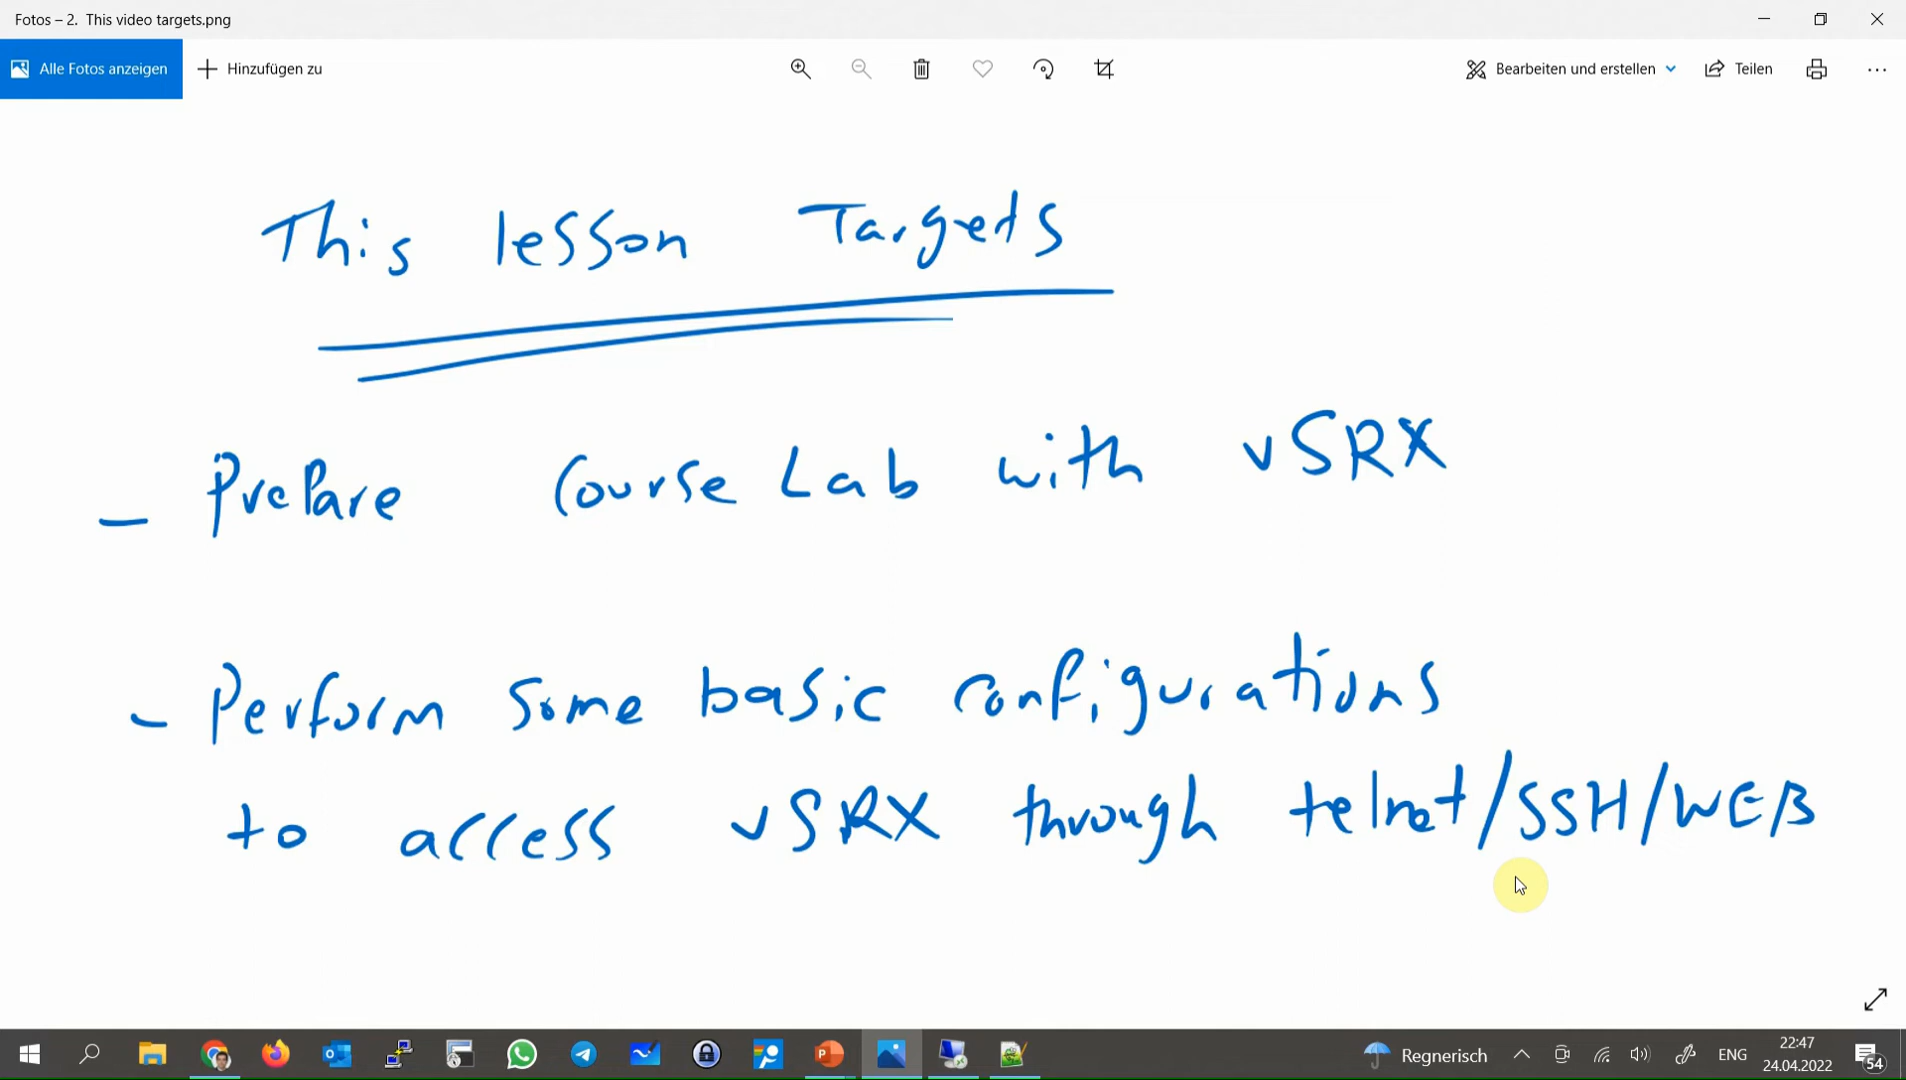 Fotos – 2. This video targets.png
Alle Fotos anzeigen
Hinzufügen zu
Bearbeiten und erstellen
Teilen
This lesson Targets
- Prepare Course Lab with vSRX
- Perform some basic configurations
to access vSRX through telnet/SSH/WEB
Regnerisch
ENG
22:47
24.04.2022
54